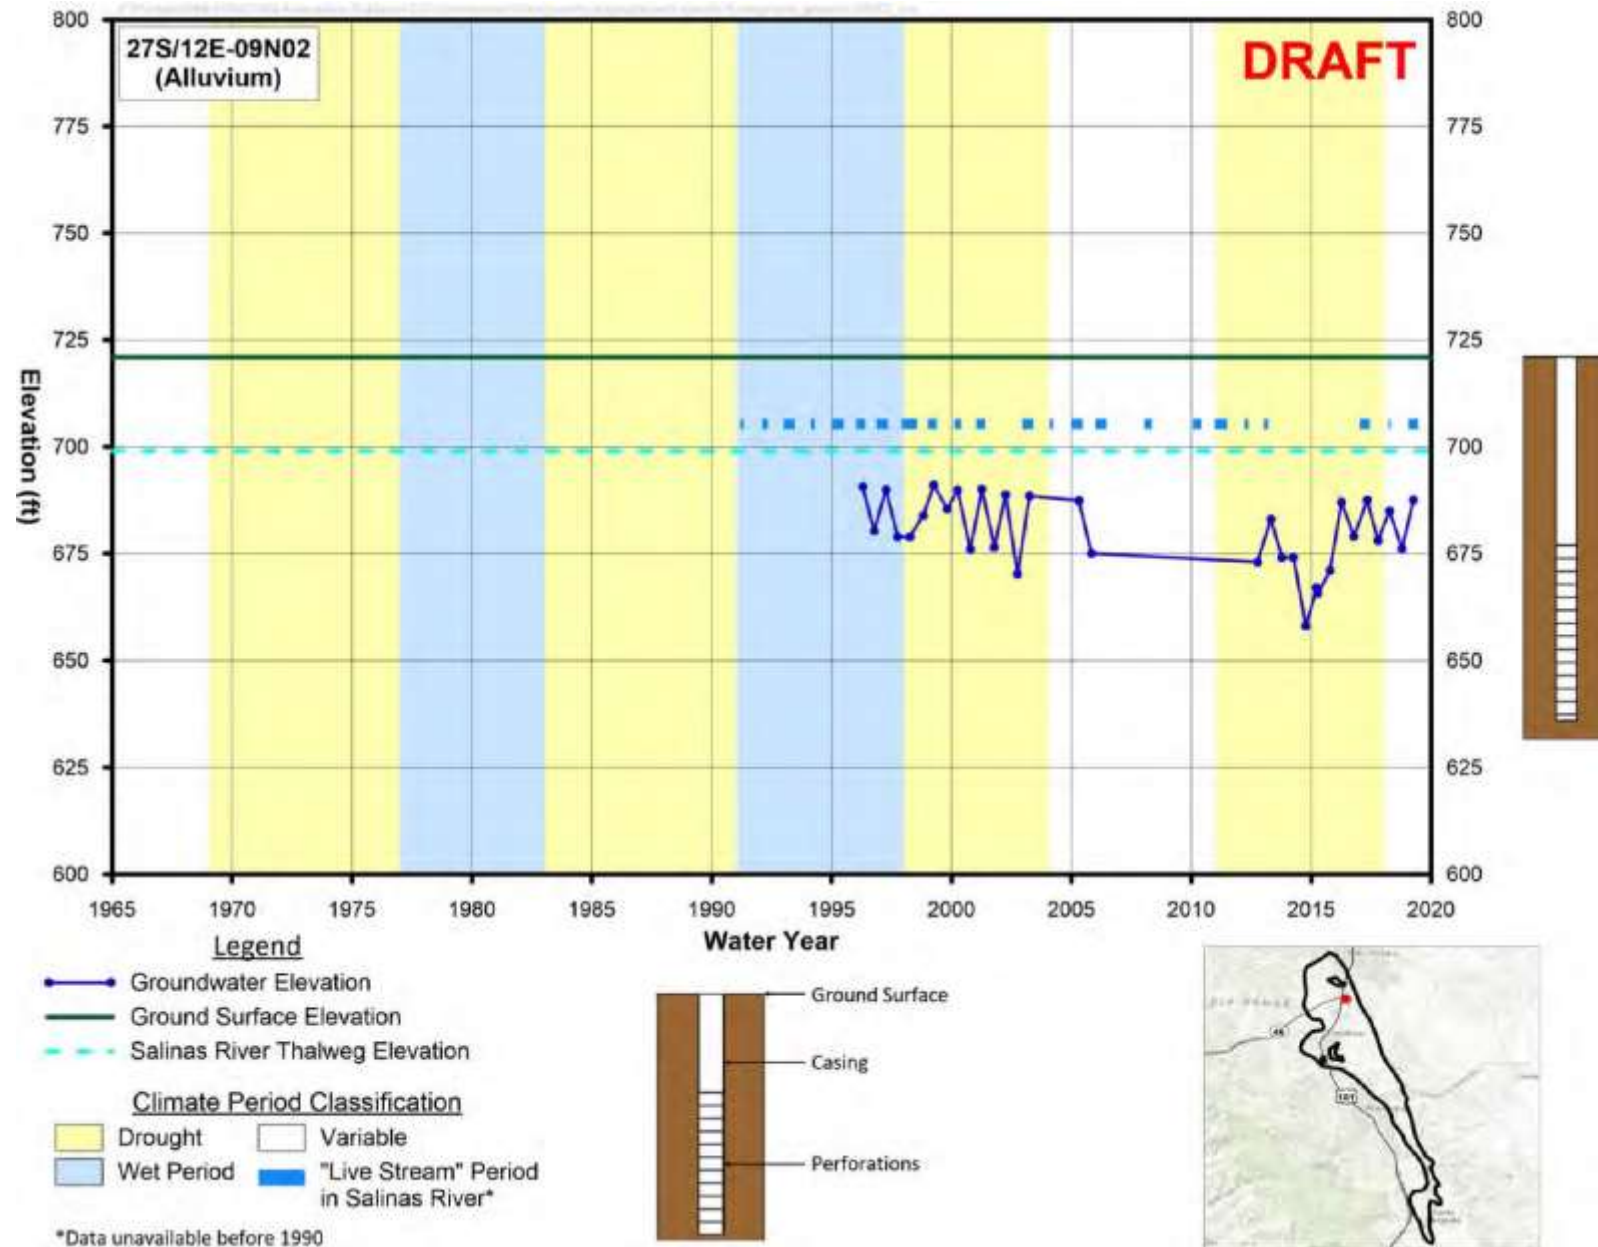 27S/12E-09N02
(Alluvium)
DRAFT
800
775
750
725
700
675
650
625
600
Elevation (ft)
800
775
750
725
700
675
650
625
600
1965 1970 1975 1980 1985 1990 1995 2000 2005 2010 2015 2020
Water Year
Legend
Groundwater Elevation
Ground Surface Elevation
Salinas River Thalweg Elevation
Climate Period Classification
Drought
Variable
Wet Period
"Live Stream" Period
in Salinas River*
*Data unavailable before 1990
Ground Surface
Casing
Perforations
46
101